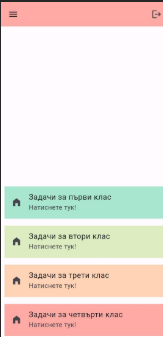 Задачи за първи клас
Натиснете тук!
Задачи за втори клас
Натиснете тук!
Задачи за трети клас
Натиснете тук!
Задачи за четвърти клас
Натиснете тук!